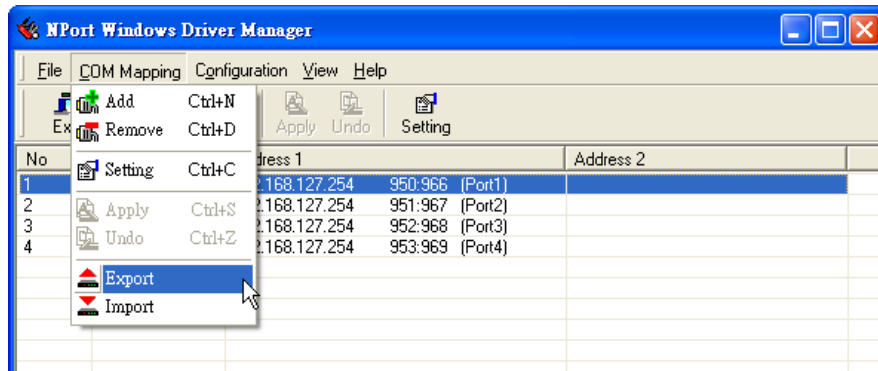 NPort Windows Driver Manager
File COM Mapping Configuration View Help
Add Ctrl+N
Remove Ctrl+D
Setting Ctrl+C
Apply Ctrl+S
Undo Ctrl+Z
Export
Import
Ex Apply Undo Setting
No dress 1 Address 2
1 2.168.127.254 950:966 (Port1)
2 2.168.127.254 951:967 (Port2)
3 2.168.127.254 952:968 (Port3)
4 2.168.127.254 953:969 (Port4)